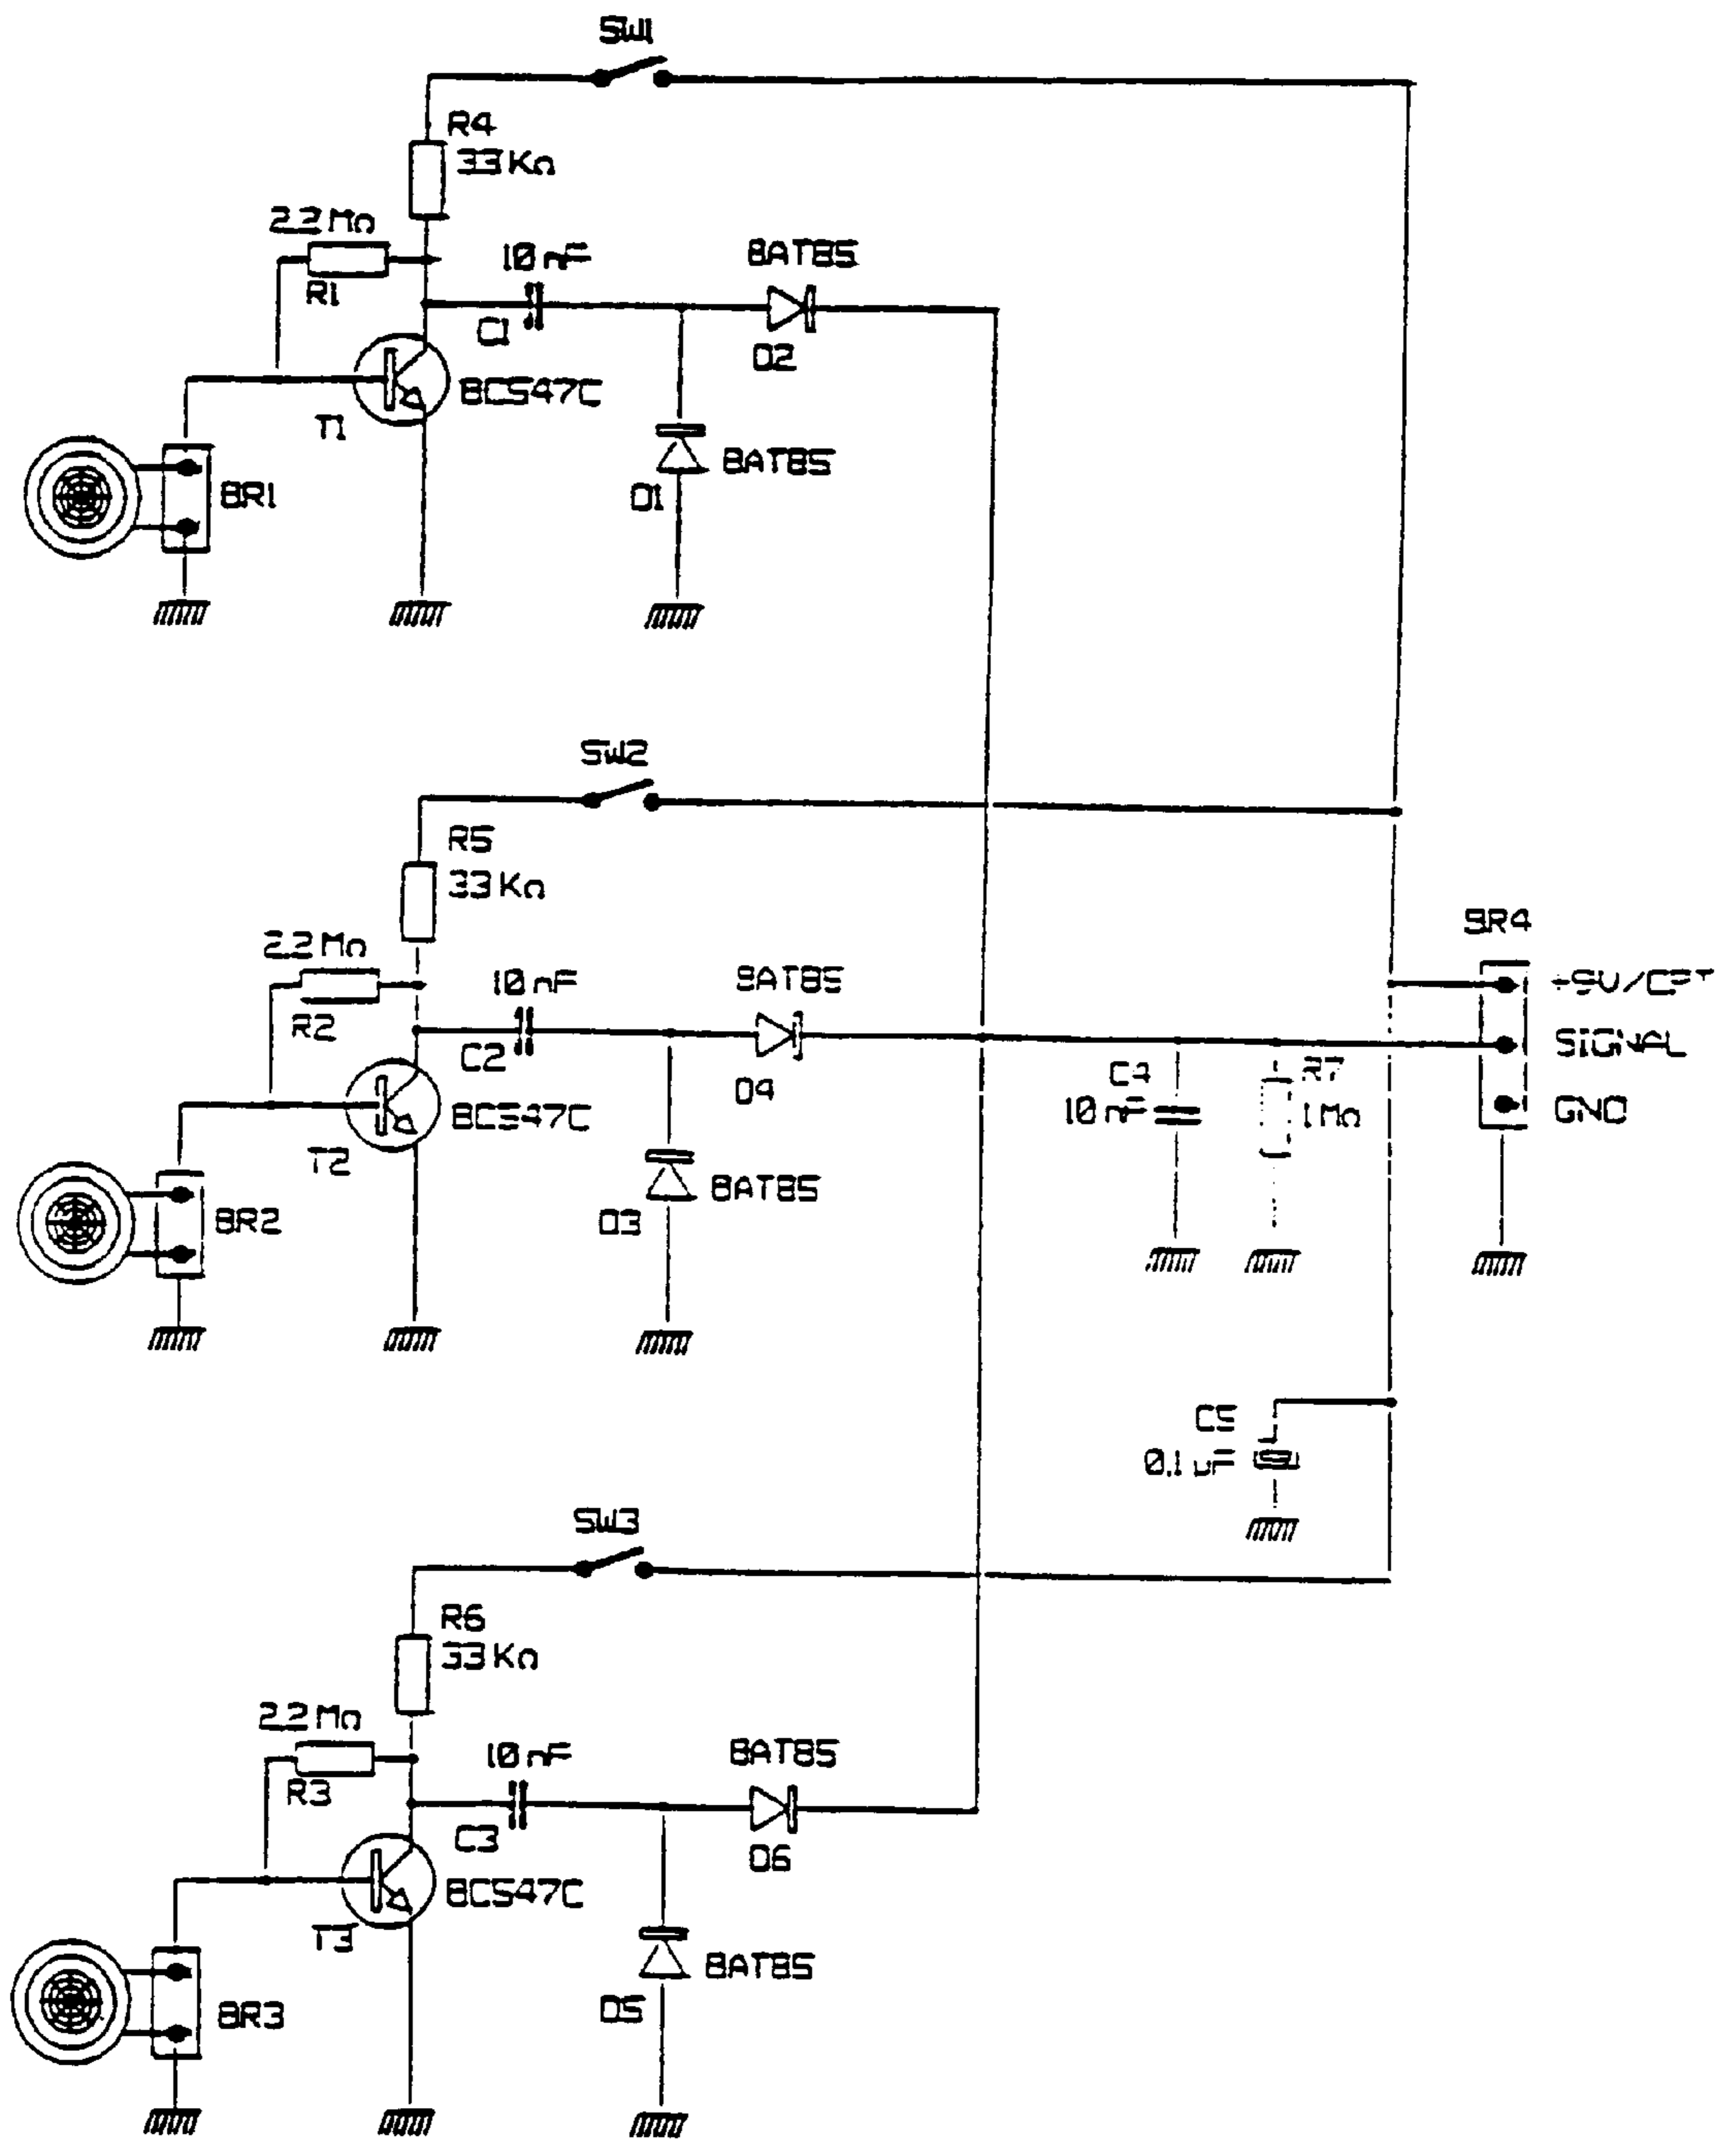 SW1
R4
33 KΩ
2.2 MΩ
R1
10 nF
C1
BAT85
D2
BC547C
T1
BAT85
D1
BR1
SW2
R5
33 KΩ
2.2 MΩ
R2
10 nF
C2
BAT85
D4
BC547C
T2
BAT85
D3
BR2
C4
10 nF
R7
1 MΩ
BR4
SIGNAL
GND
C5
0.1 µF
SW3
R6
33 KΩ
2.2 MΩ
R3
10 nF
C3
BAT85
D6
BC547C
T3
BAT85
D5
BR3